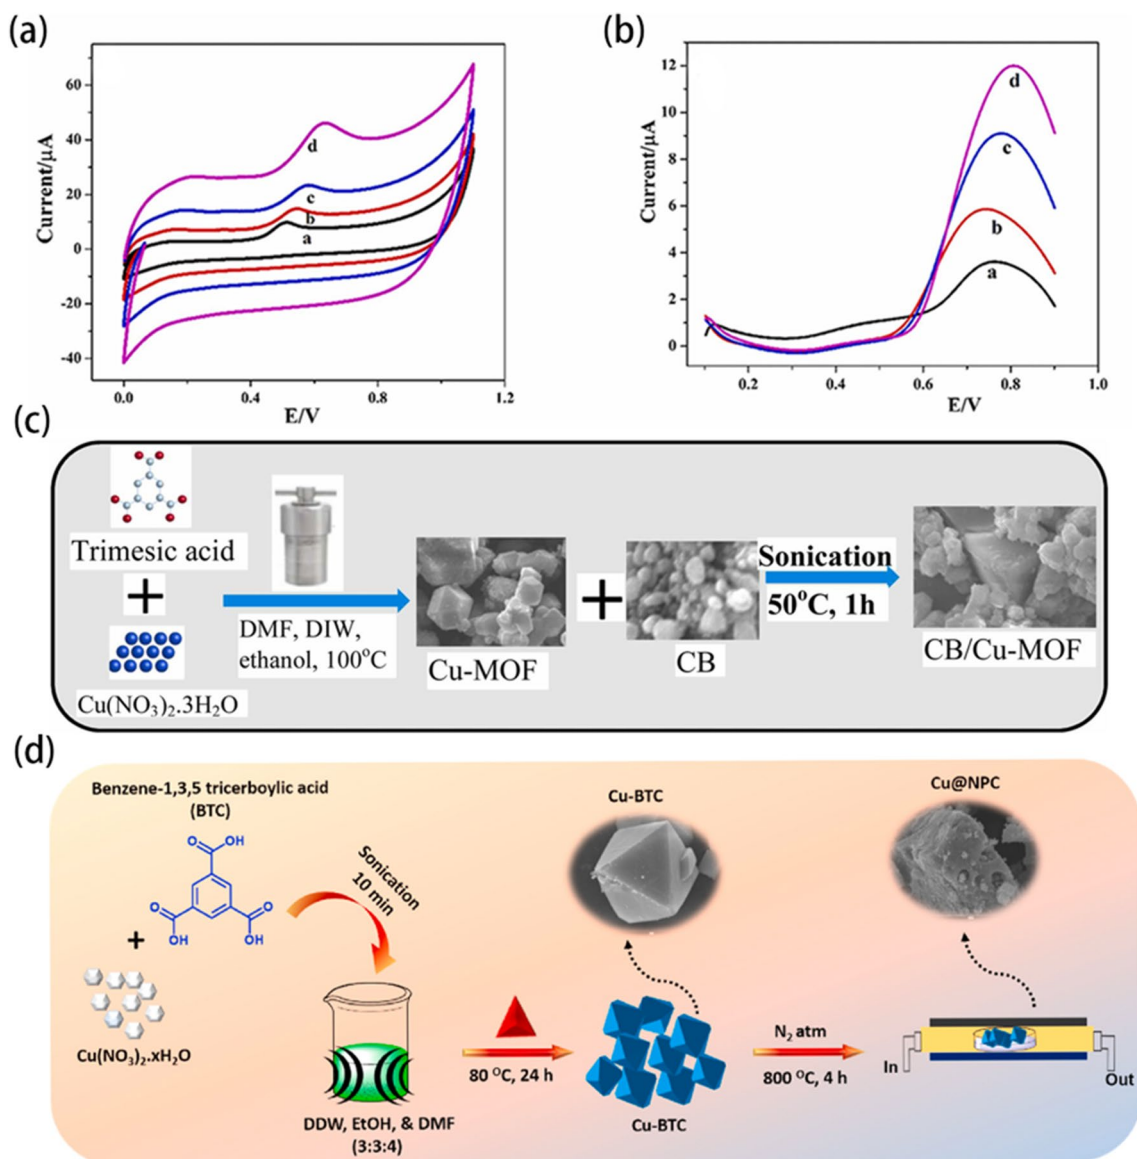 (a)
60
40
20
0
-20
-40
Current/µA
d
c
b
a
0.0
0.4
0.8
1.2
E/V
(b)
12
10
8
6
4
2
0
Current/µA
d
c
b
a
0.2
0.4
0.6
0.8
1.0
E/V
(c)
Trimesic acid
+
Cu(NO₃)₂.3H₂O
DMF, DIW,
ethanol, 100°C
Cu-MOF
+
CB
Sonication
50°C, 1h
CB/Cu-MOF
(d)
Benzene-1,3,5 tricerboylic acid
(BTC)
O
OH
O
OH
O
OH
+
Cu(NO₃)₂.xH₂O
Sonication
10 min
DDW, EtOH, & DMF
(3:3:4)
80 °C, 24 h
Cu-BTC
Cu-BTC
N₂ atm
800 °C, 4 h
Cu@NPC
In
Out